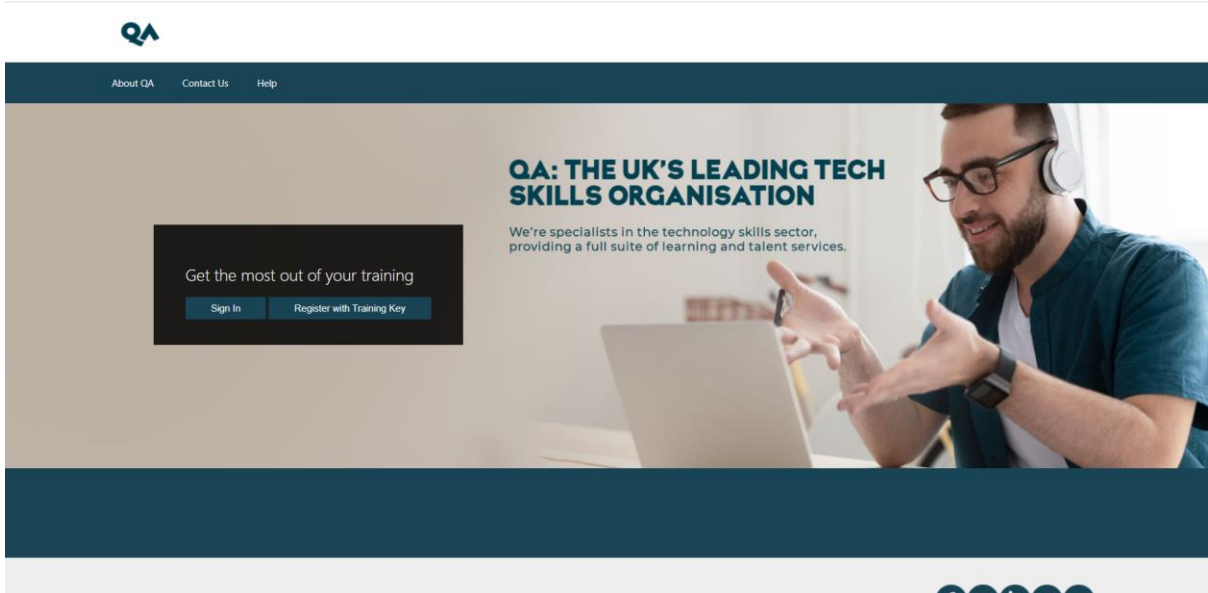 QA
About QA Contact Us Help
QA: THE UK'S LEADING TECH
SKILLS ORGANISATION
We're specialists in the technology skills sector,
providing a full suite of learning and talent services.
Get the most out of your training
Sign In Register with Training Key